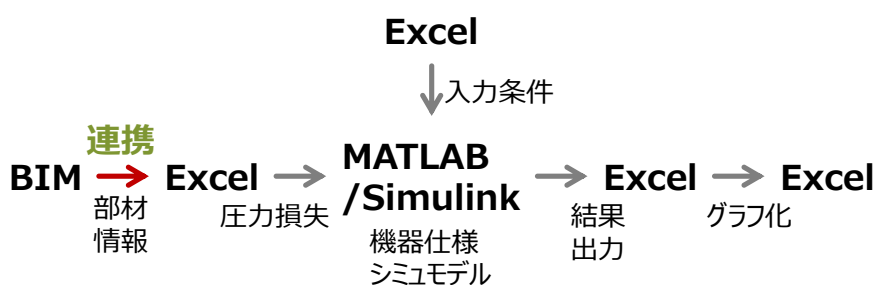 Excel
入力条件
連携
BIM
部材
情報
Excel
圧力損失
MATLAB
/Simulink
機器仕様
シミュモデル
Excel
結果
出力
グラフ化
Excel